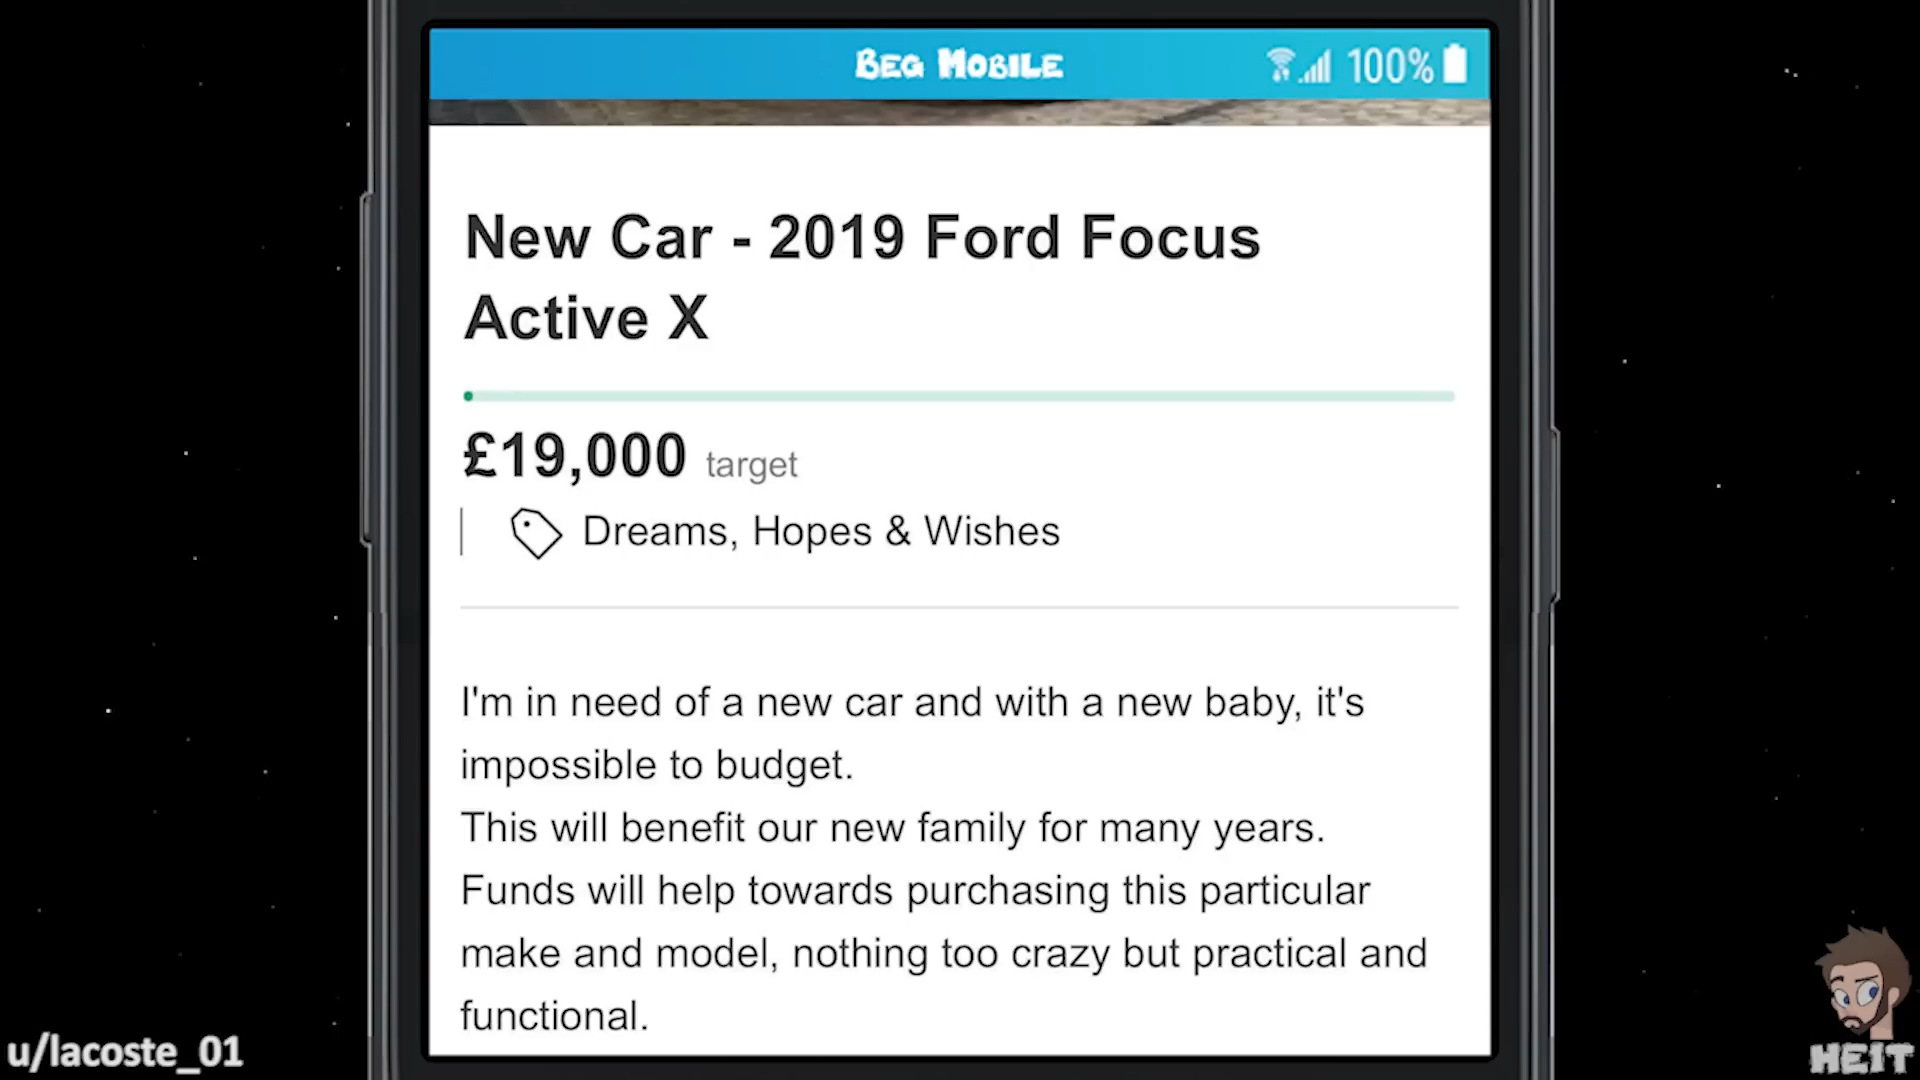 BEG MOBILE
100%
New Car - 2019 Ford Focus
Active X
£19,000 target
Dreams, Hopes & Wishes
I'm in need of a new car and with a new baby, it's
impossible to budget.
This will benefit our new family for many years.
Funds will help towards purchasing this particular
make and model, nothing too crazy but practical and
functional.
u/lacoste_01
HEIT